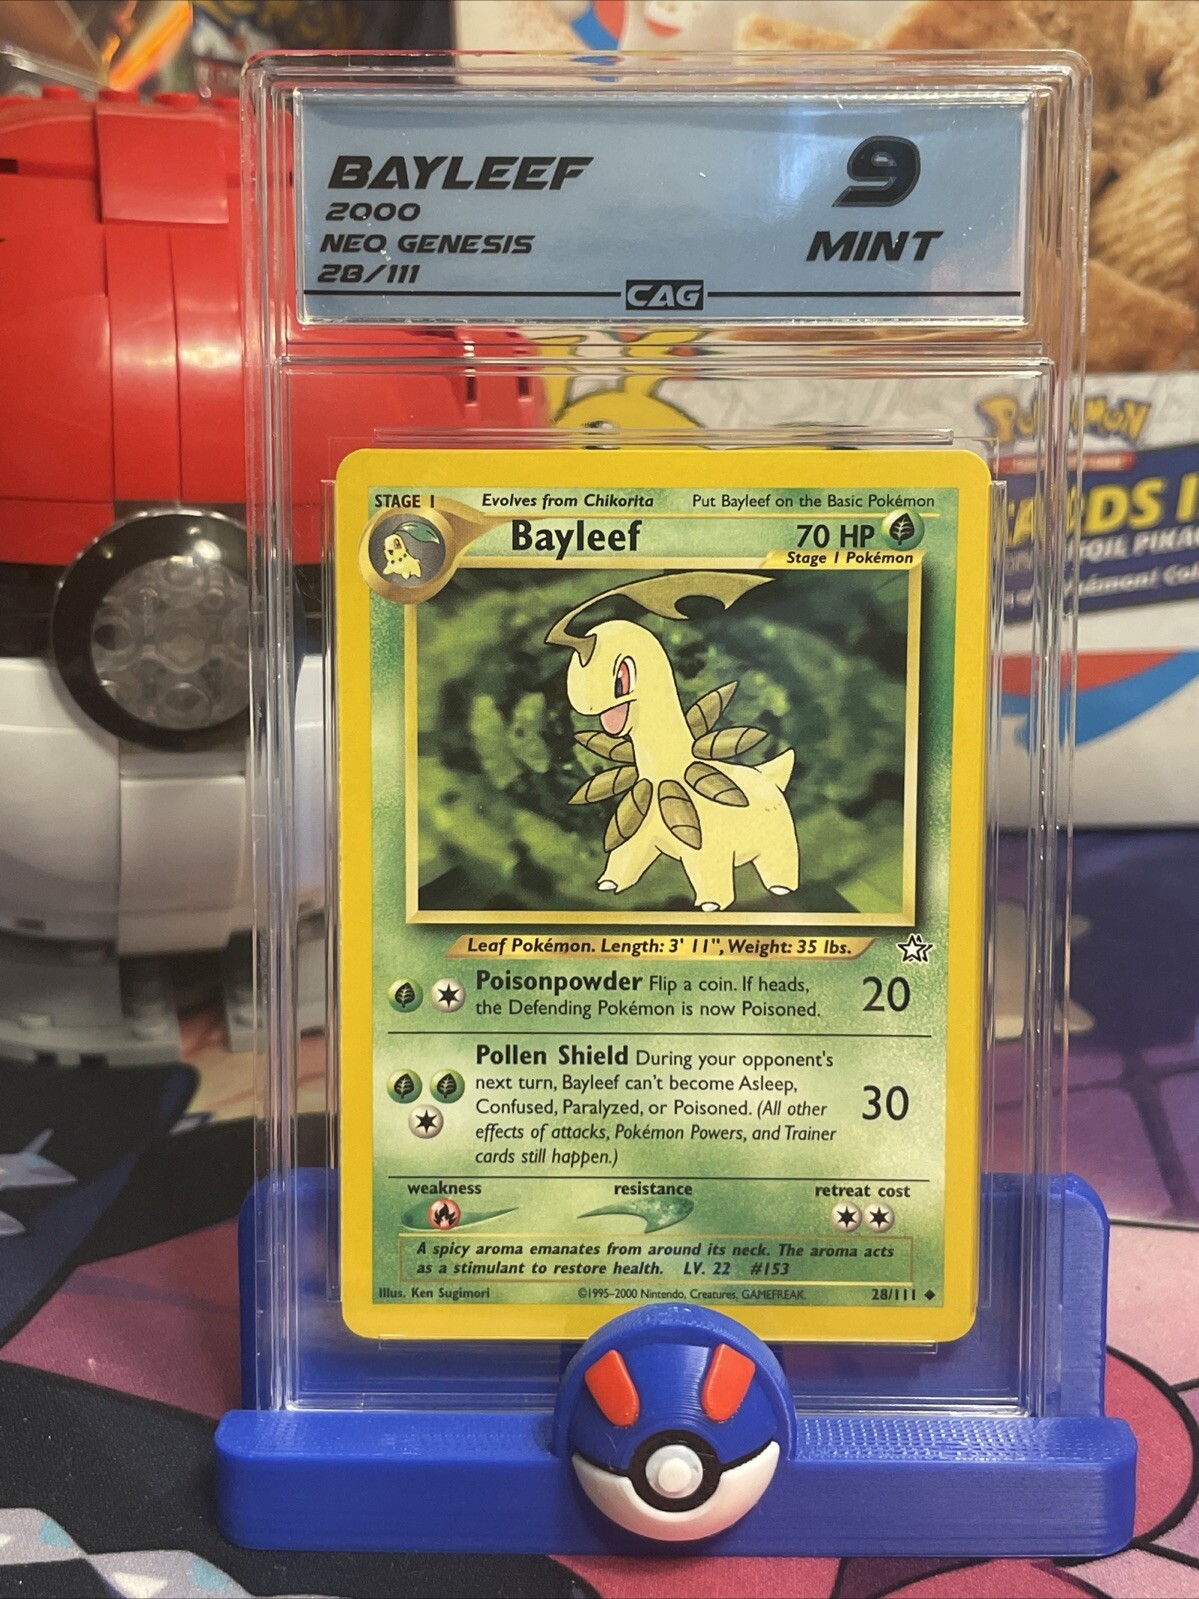 BAYLEEF
2000
NEO GENESIS
28/111
9
MINT
CAG
POKÉMON
STAGE 1
Evolves from Chikorita
Put Bayleef on the Basic Pokémon
Bayleef
70 HP
Stage 1 Pokémon
Leaf Pokémon. Length: 3' 11", Weight: 35 lbs.
Poisonpowder Flip a coin. If heads,
the Defending Pokémon is now Poisoned.
20
Pollen Shield During your opponent's
next turn, Bayleef can't become Asleep,
Confused, Paralyzed, or Poisoned. (All other
effects of attacks, Pokémon Powers, and Trainer
cards still happen.)
30
weakness
resistance
retreat cost
A spicy aroma emanates from around its neck. The aroma acts
as a stimulant to restore health. LV. 22 #153
Illus. Ken Sugimori
©1995–2000 Nintendo, Creatures, GAMEFREAK.
28/111